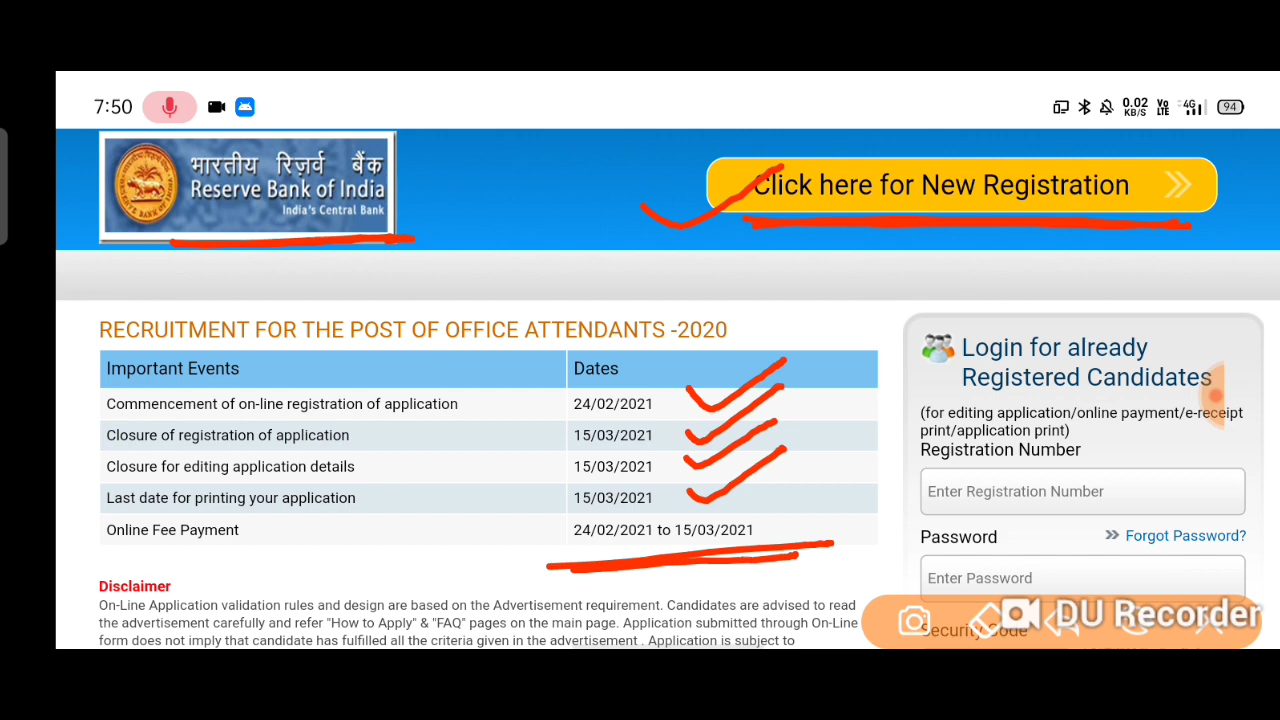 7:50
0.02
KB/S
Vo
LTE
4G
94
भारतीय रिज़र्व बैंक
Reserve Bank of India
India's Central Bank
Click here for New Registration
RECRUITMENT FOR THE POST OF OFFICE ATTENDANTS -2020
Important Events Dates
Commencement of on-line registration of application 24/02/2021
Closure of registration of application 15/03/2021
Closure for editing application details 15/03/2021
Last date for printing your application 15/03/2021
Online Fee Payment 24/02/2021 to 15/03/2021
Disclaimer
On-Line Application validation rules and design are based on the Advertisement requirement. Candidates are advised to read
the advertisement carefully and refer "How to Apply" & "FAQ" pages on the main page. Application submitted through On-Line
form does not imply that candidate has fulfilled all the criteria given in the advertisement . Application is subject to
Login for already
Registered Candidates
(for editing application/online payment/e-receipt
print/application print)
Registration Number
Enter Registration Number
Password
Forgot Password?
Enter Password
Security Code
DU Recorder